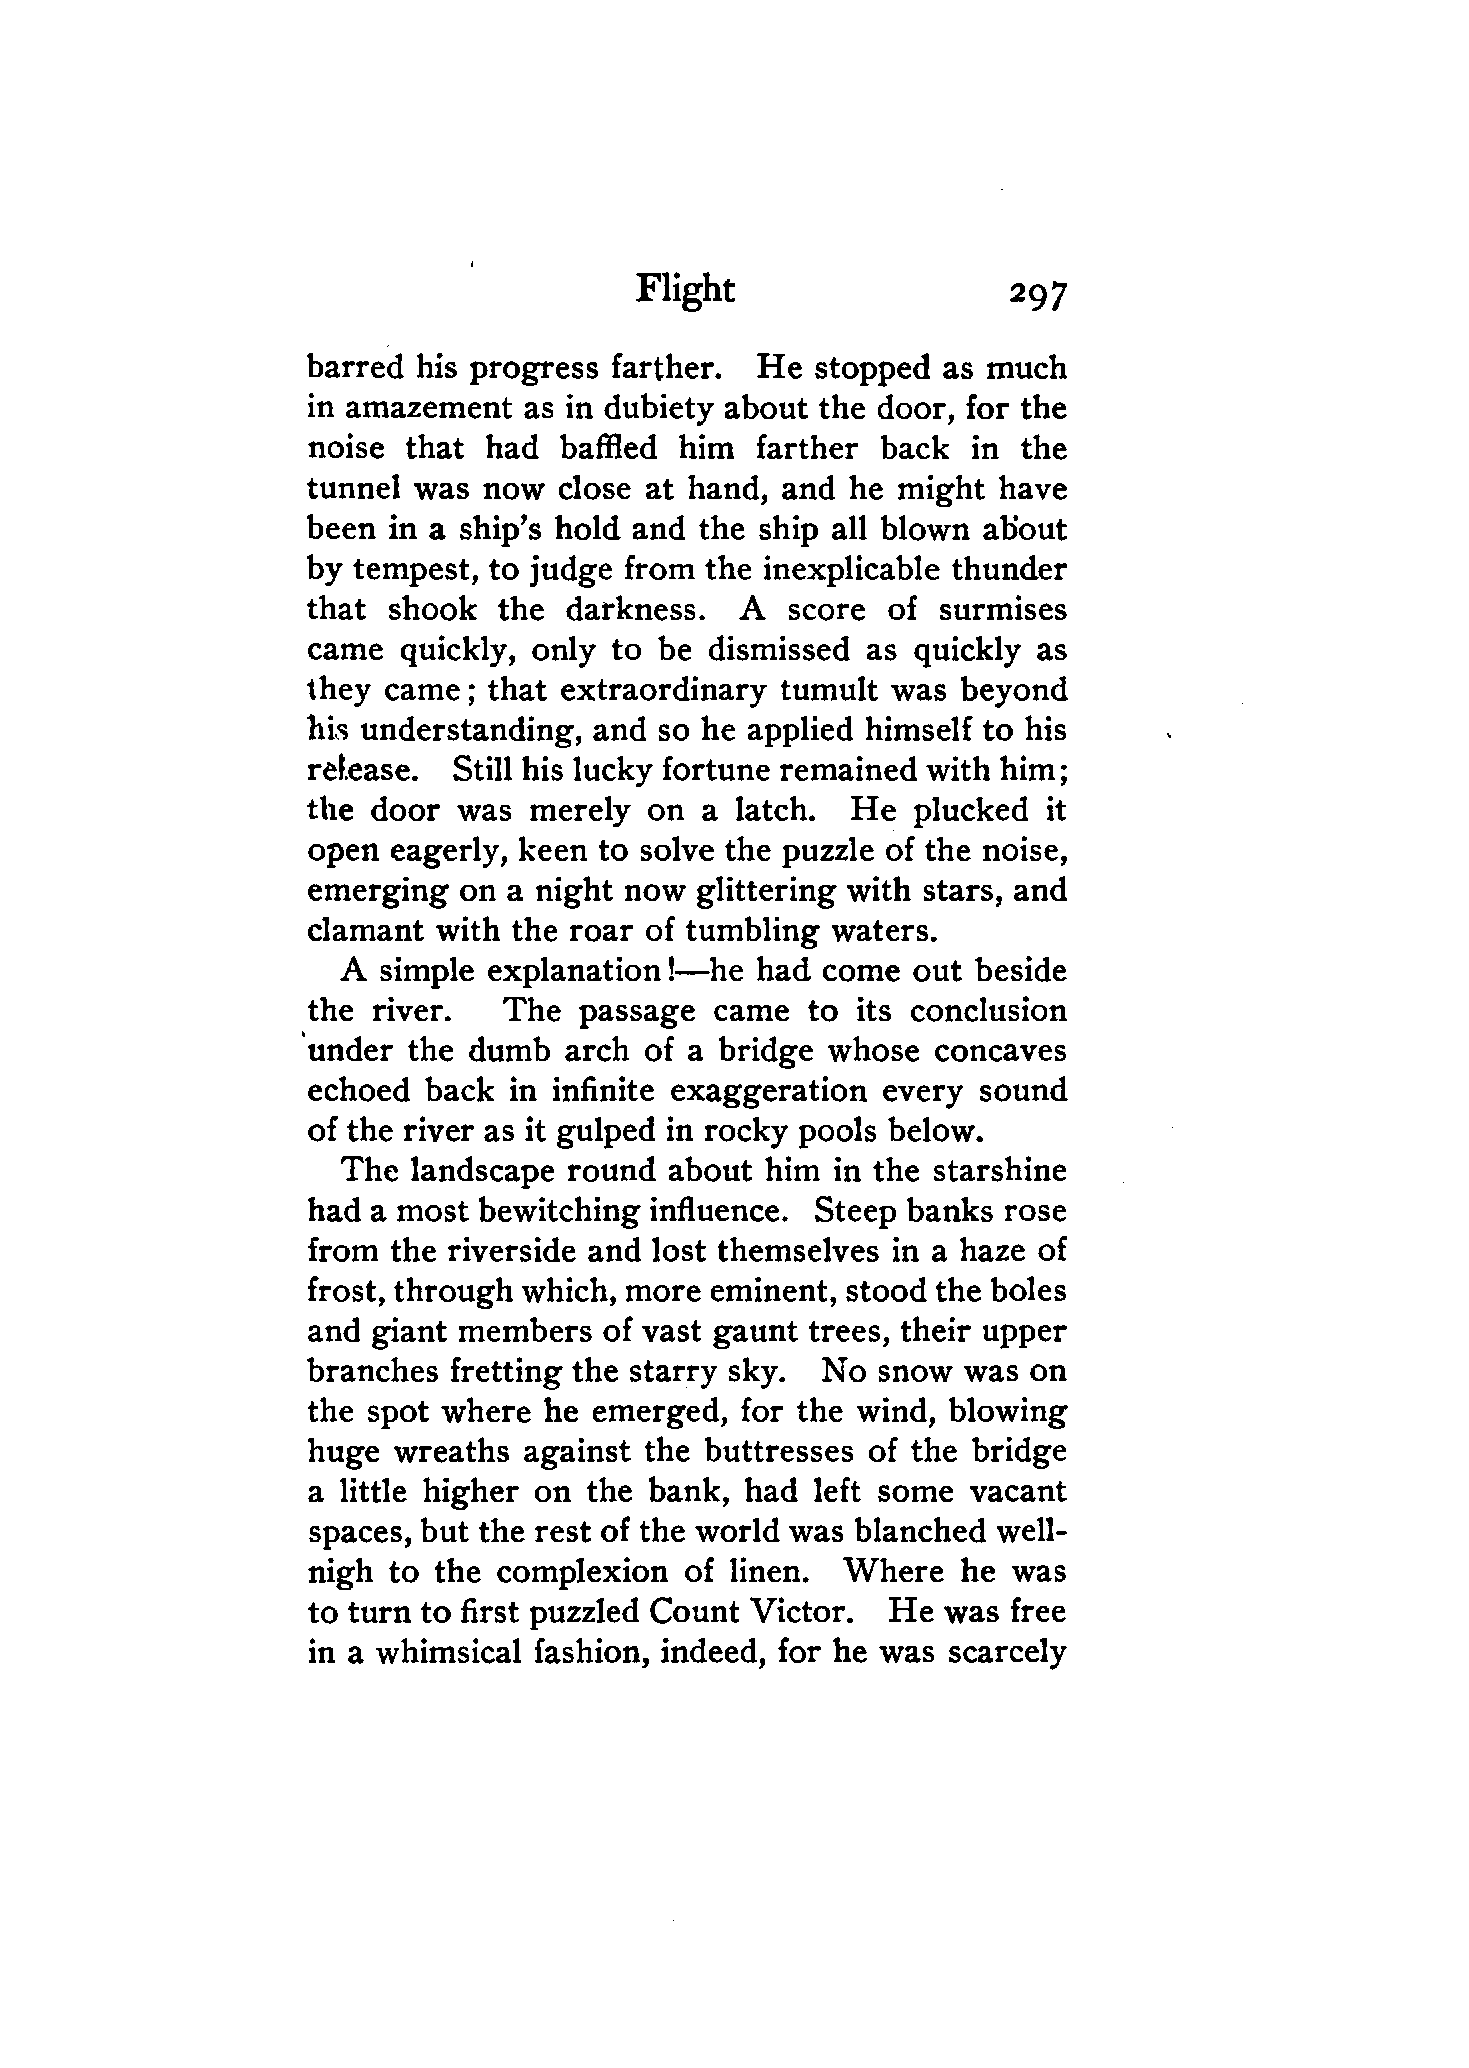 Flight 297
barred his progress farther. He stopped as much
in amazement as in dubiety about the door, for the
noise that had baffled him farther back in the
tunnel was now close at hand, and he might have
been in a ship's hold and the ship all blown about
by tempest, to judge from the inexplicable thunder
that shook the darkness. A score of surmises
came quickly, only to be dismissed as quickly as
they came; that extraordinary tumult was beyond
his understanding, and so he applied himself to his
release. Still his lucky fortune remained with him;
the door was merely on a latch. He plucked it
open eagerly, keen to solve the puzzle of the noise,
emerging on a night now glittering with stars, and
clamant with the roar of tumbling waters.
A simple explanation!—he had come out beside
the river. The passage came to its conclusion
under the dumb arch of a bridge whose concaves
echoed back in infinite exaggeration every sound
of the river as it gulped in rocky pools below.
The landscape round about him in the starshine
had a most bewitching influence. Steep banks rose
from the riverside and lost themselves in a haze of
frost, through which, more eminent, stood the boles
and giant members of vast gaunt trees, their upper
branches fretting the starry sky. No snow was on
the spot where he emerged, for the wind, blowing
huge wreaths against the buttresses of the bridge
a little higher on the bank, had left some vacant
spaces, but the rest of the world was blanched well-
nigh to the complexion of linen. Where he was
to turn to first puzzled Count Victor. He was free
in a whimsical fashion, indeed, for he was scarcely